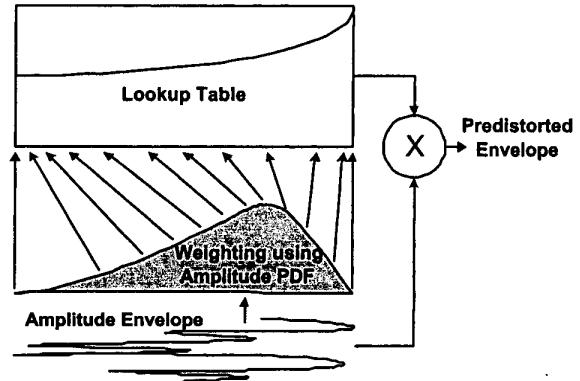 Lookup Table
X
Predistorted
Envelope
Weighting using
Amplitude PDF
Amplitude Envelope